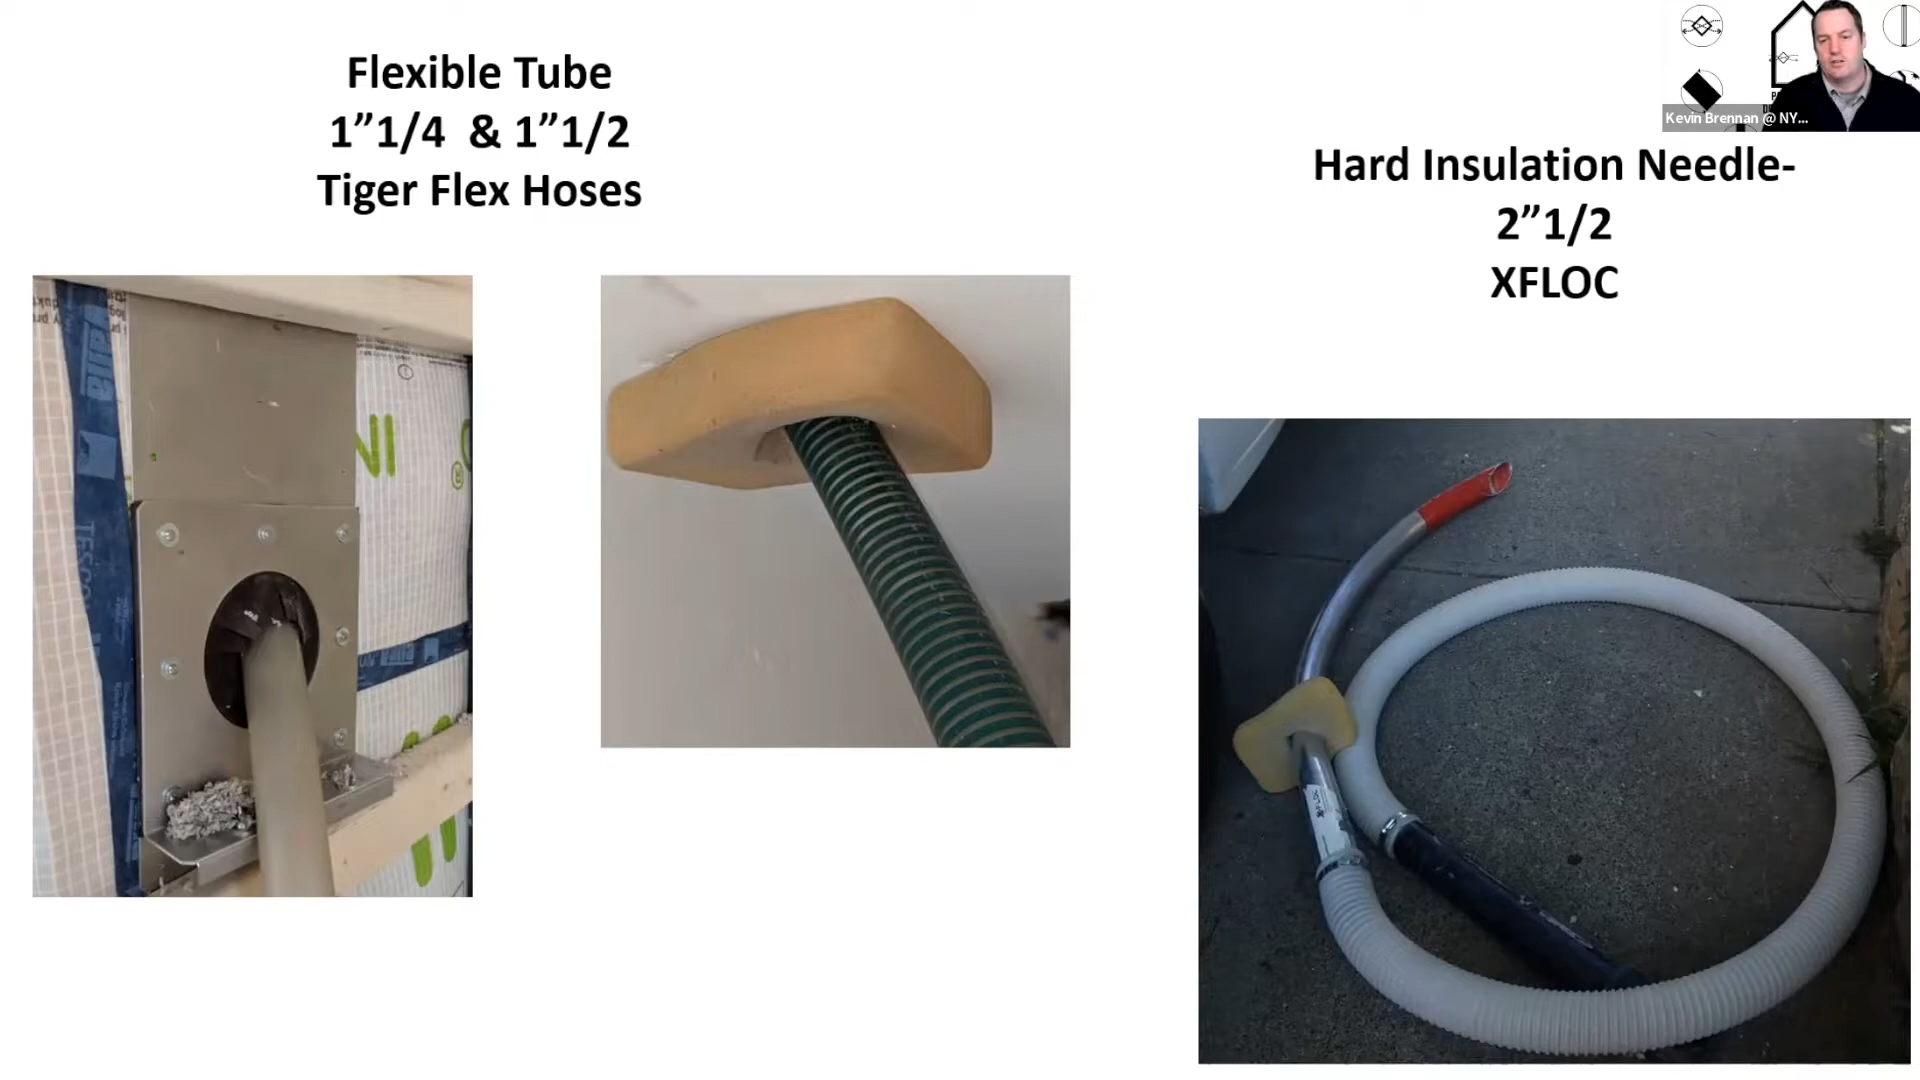 Flexible Tube
1”1/4 & 1”1/2
Tiger Flex Hoses
Hard Insulation Needle-
2”1/2
XFLOC
Kevin Brennan @ NY...
TESCO